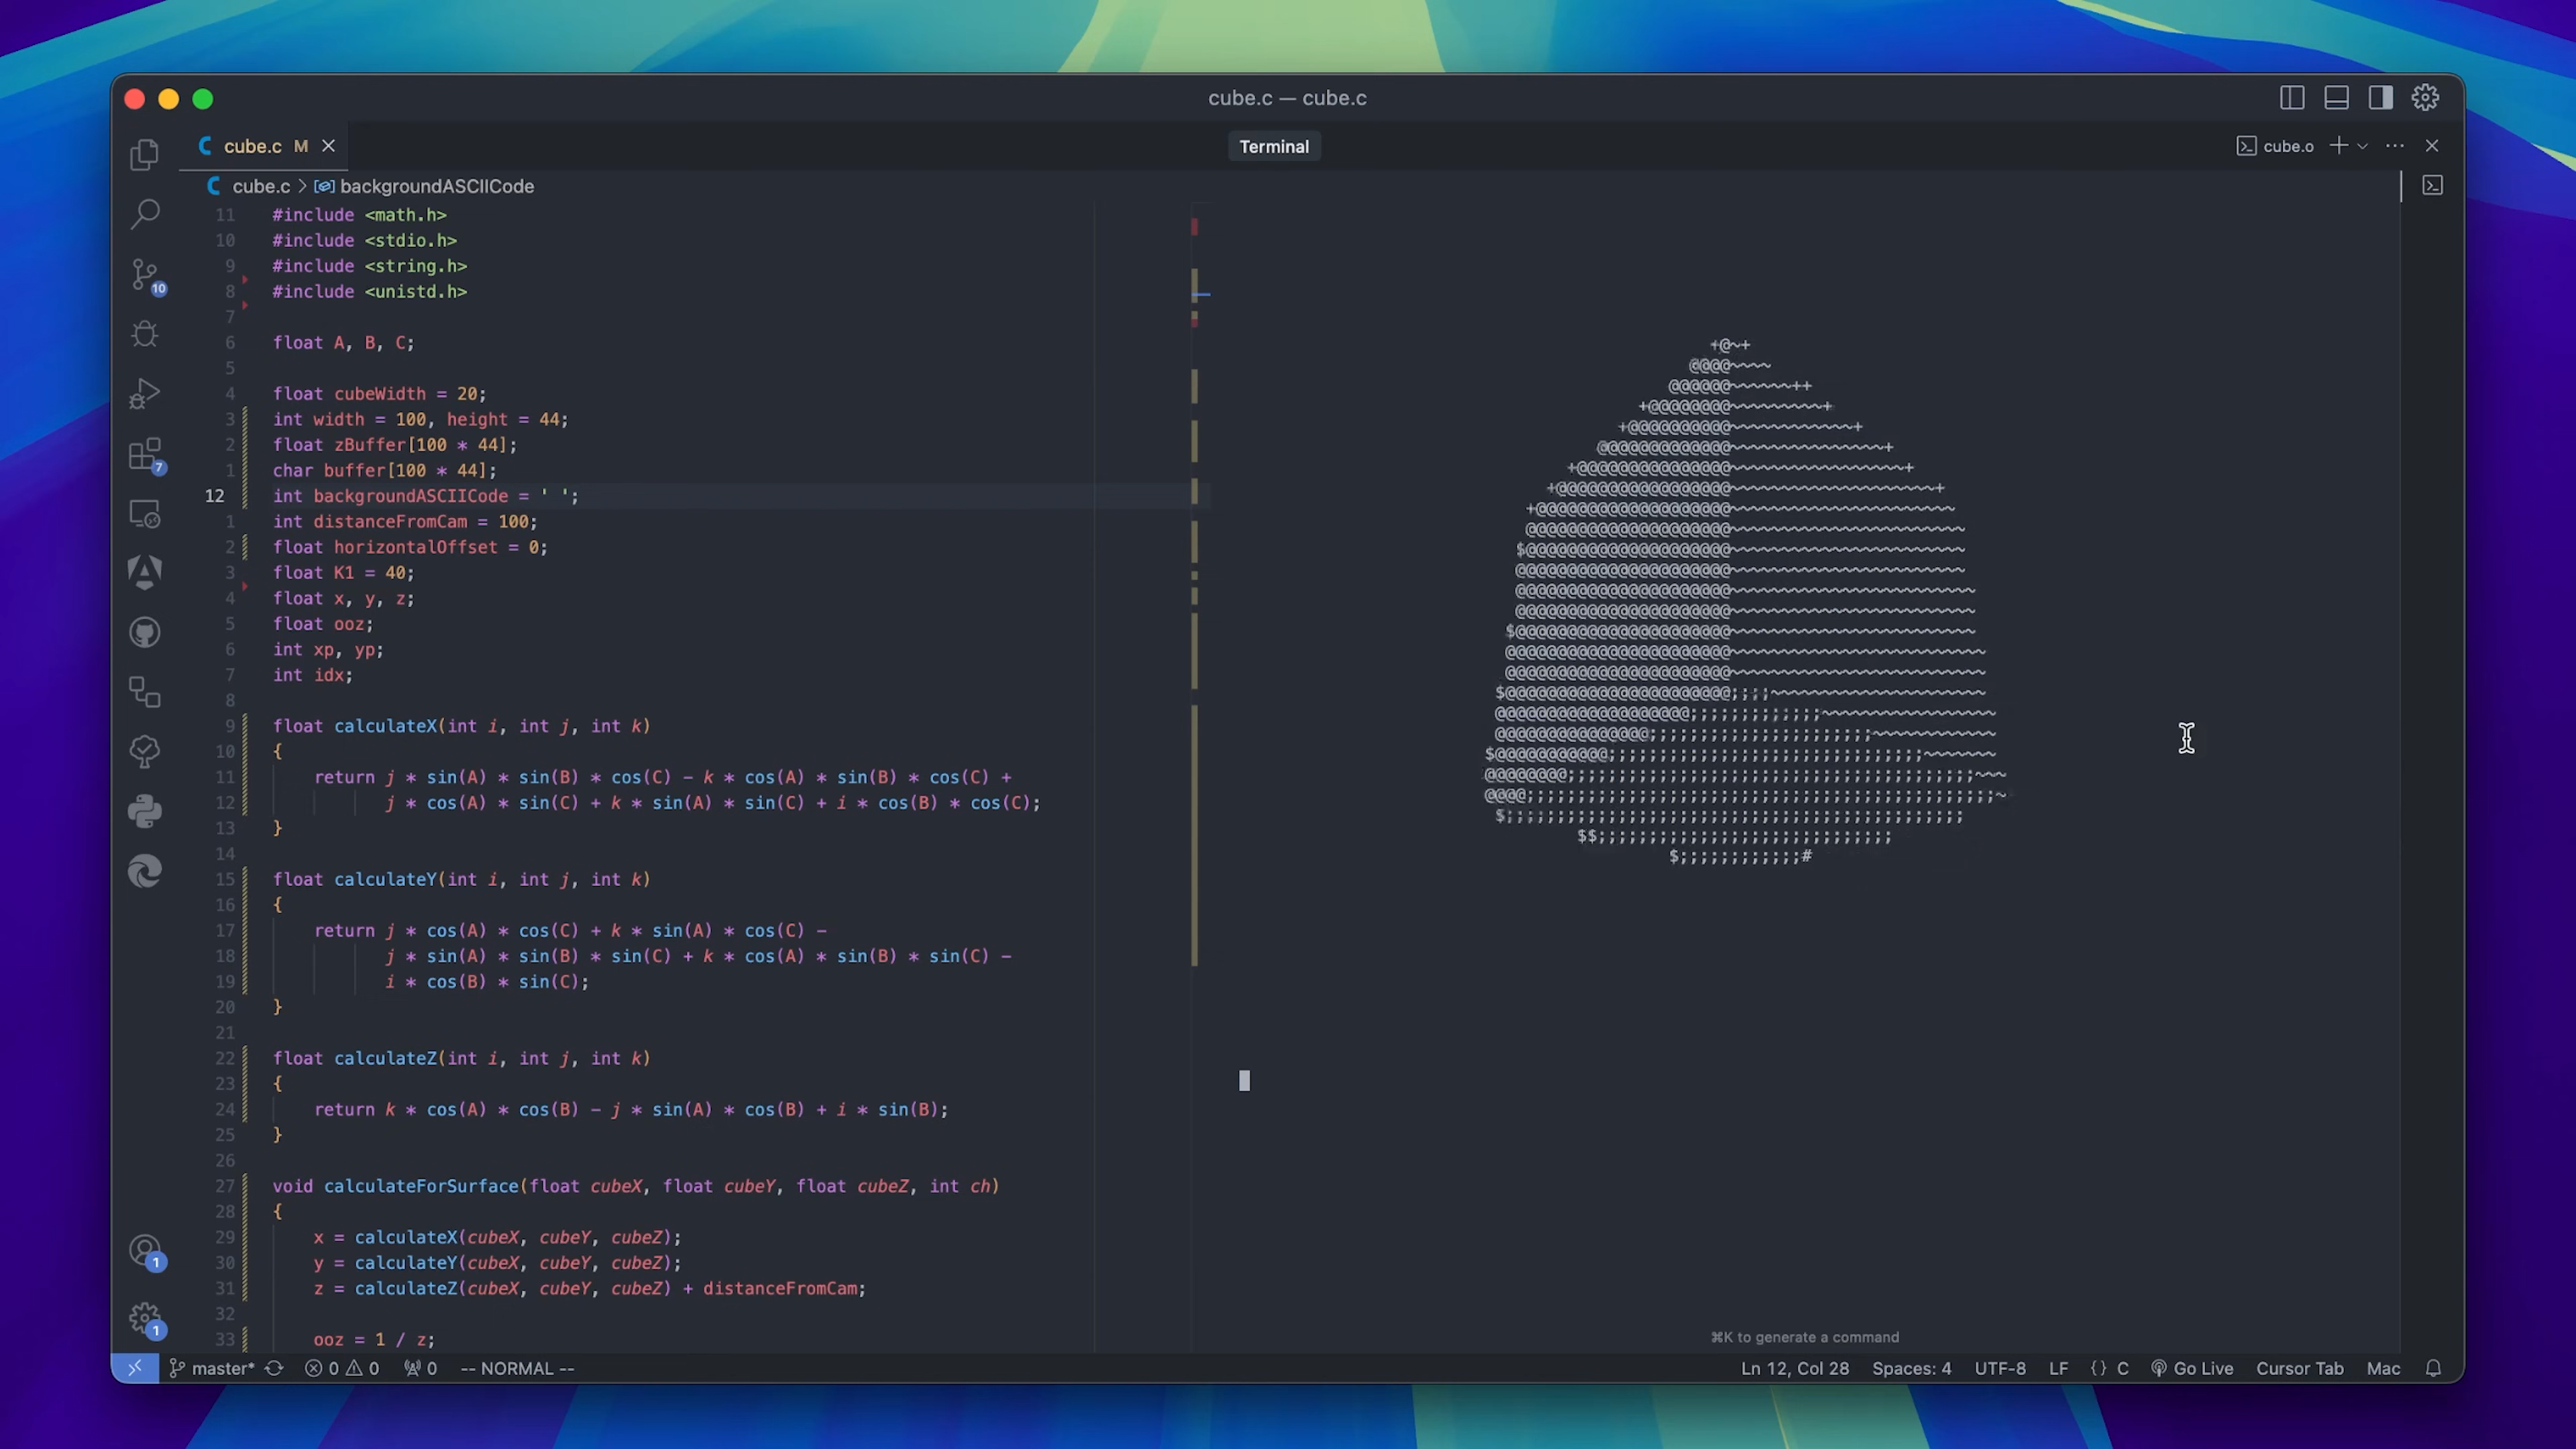 cube.c — cube.c
cube.c M
Terminal
cube.o
cube.c > backgroundASCIICode
11 #include <math.h>
10 #include <stdio.h>
9 #include <string.h>
8 #include <unistd.h>
7
6 float A, B, C;
5
4 float cubeWidth = 20;
3 int width = 100, height = 44;
2 float zBuffer[100 * 44];
1 char buffer[100 * 44];
12 int backgroundASCIICode = ' ';
1 int distanceFromCam = 100;
2 float horizontalOffset = 0;
3 float K1 = 40;
4 float x, y, z;
5 float ooz;
6 int xp, yp;
7 int idx;
8
9 float calculateX(int i, int j, int k)
10 {
11 return j * sin(A) * sin(B) * cos(C) - k * cos(A) * sin(B) * cos(C) +
12 j * cos(A) * sin(C) + k * sin(A) * sin(C) + i * cos(B) * cos(C);
13 }
14
15 float calculateY(int i, int j, int k)
16 {
17 return j * cos(A) * cos(C) + k * sin(A) * cos(C) -
18 j * sin(A) * sin(B) * sin(C) + k * cos(A) * sin(B) * sin(C) -
19 i * cos(B) * sin(C);
20 }
21
22 float calculateZ(int i, int j, int k)
23 {
24 return k * cos(A) * cos(B) - j * sin(A) * cos(B) + i * sin(B);
25 }
26
27 void calculateForSurface(float cubeX, float cubeY, float cubeZ, int ch)
28 {
29 x = calculateX(cubeX, cubeY, cubeZ);
30 y = calculateY(cubeX, cubeY, cubeZ);
31 z = calculateZ(cubeX, cubeY, cubeZ) + distanceFromCam;
32
33 ooz = 1 / z;
10
7
1
1
⌘K to generate a command
master* 0 0 0 -- NORMAL --
Ln 12, Col 28 Spaces: 4 UTF-8 LF {} C Go Live Cursor Tab Mac